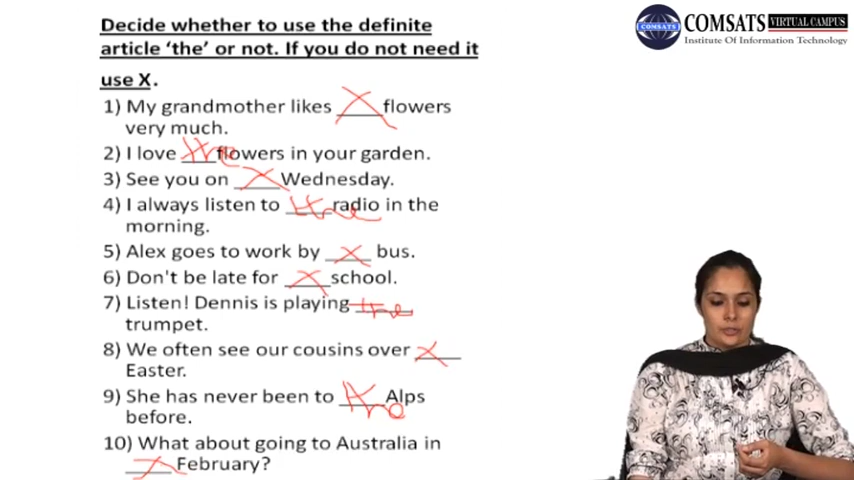 Decide whether to use the definite
article ‘the’ or not. If you do not need it
use X.
1) My grandmother likes X flowers
very much.
2) I love the flowers in your garden.
3) See you on X Wednesday.
4) I always listen to the radio in the
morning.
5) Alex goes to work by X bus.
6) Don't be late for X school.
7) Listen! Dennis is playing the
trumpet.
8) We often see our cousins over X
Easter.
9) She has never been to the Alps
before.
10) What about going to Australia in
X February?
COMSATS
COMSATS VIRTUAL CAMPUS
Institute Of Information Technology